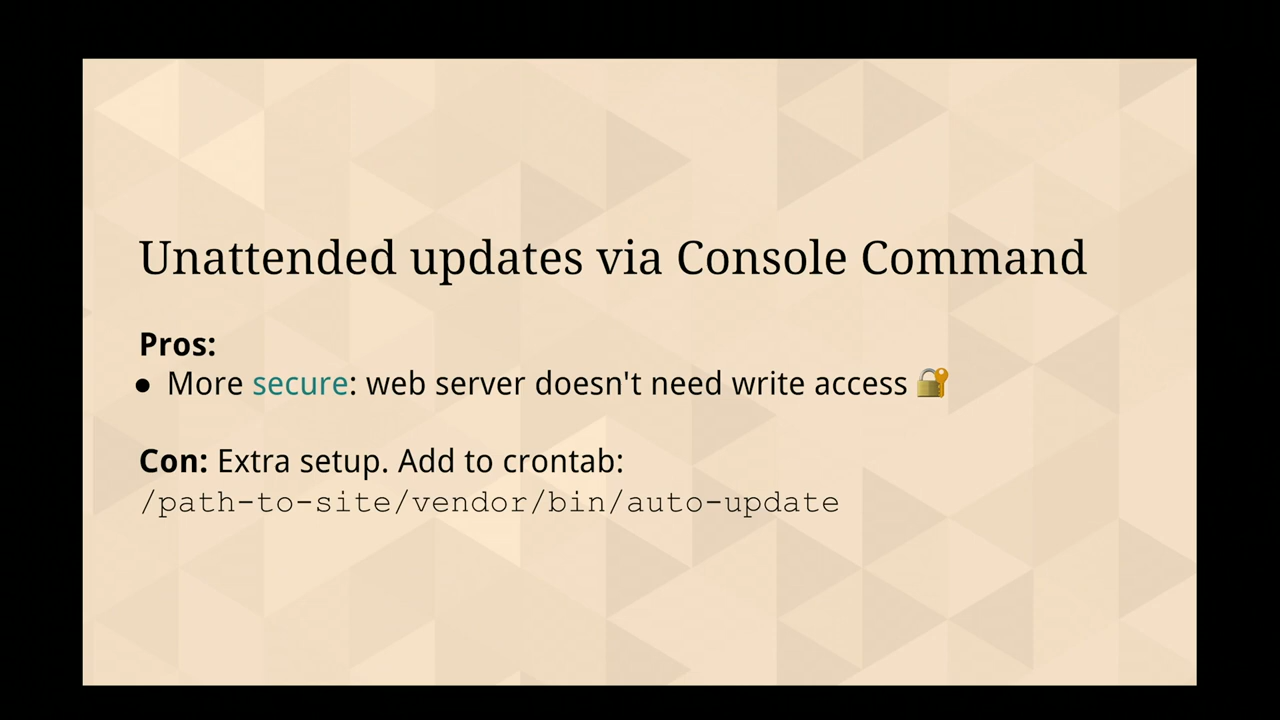 Unattended updates via Console Command
Pros:
● More secure: web server doesn't need write access 🔐
Con: Extra setup. Add to crontab:
/path-to-site/vendor/bin/auto-update